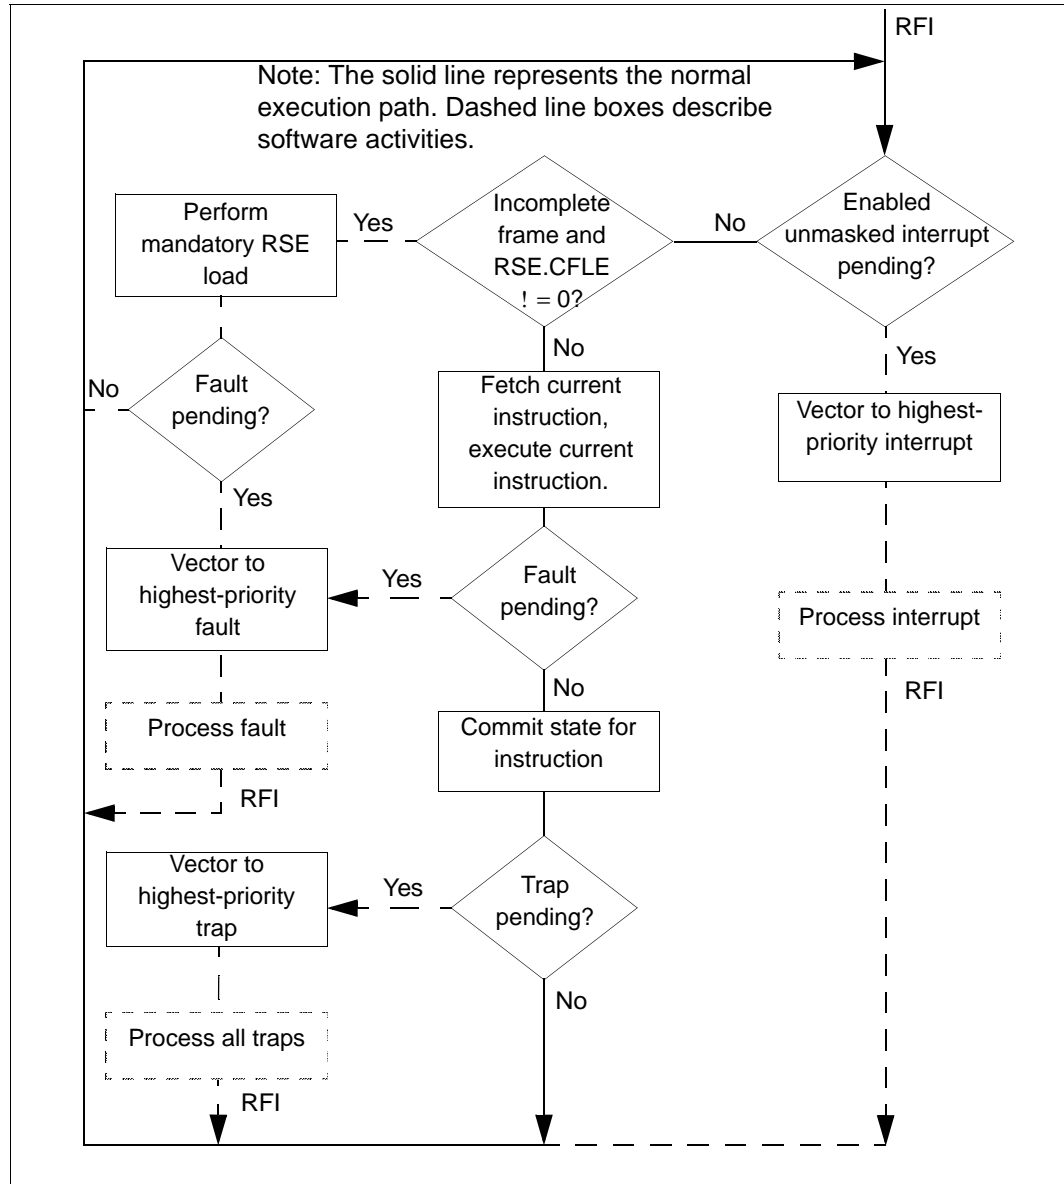 RFI
Note: The solid line represents the normal
execution path. Dashed line boxes describe
software activities.
Perform
mandatory RSE
load
Yes
Incomplete
frame and
RSE.CFLE
! = 0?
No
Enabled
unmasked interrupt
pending?
No
Yes
No
Fault
pending?
Fetch current
instruction,
execute current
instruction.
Vector to highest-
priority interrupt
Yes
Vector to
highest-priority
fault
Yes
Fault
pending?
Process interrupt
No
RFI
Process fault
Commit state for
instruction
RFI
Vector to
highest-priority
trap
Yes
Trap
pending?
No
Process all traps
RFI